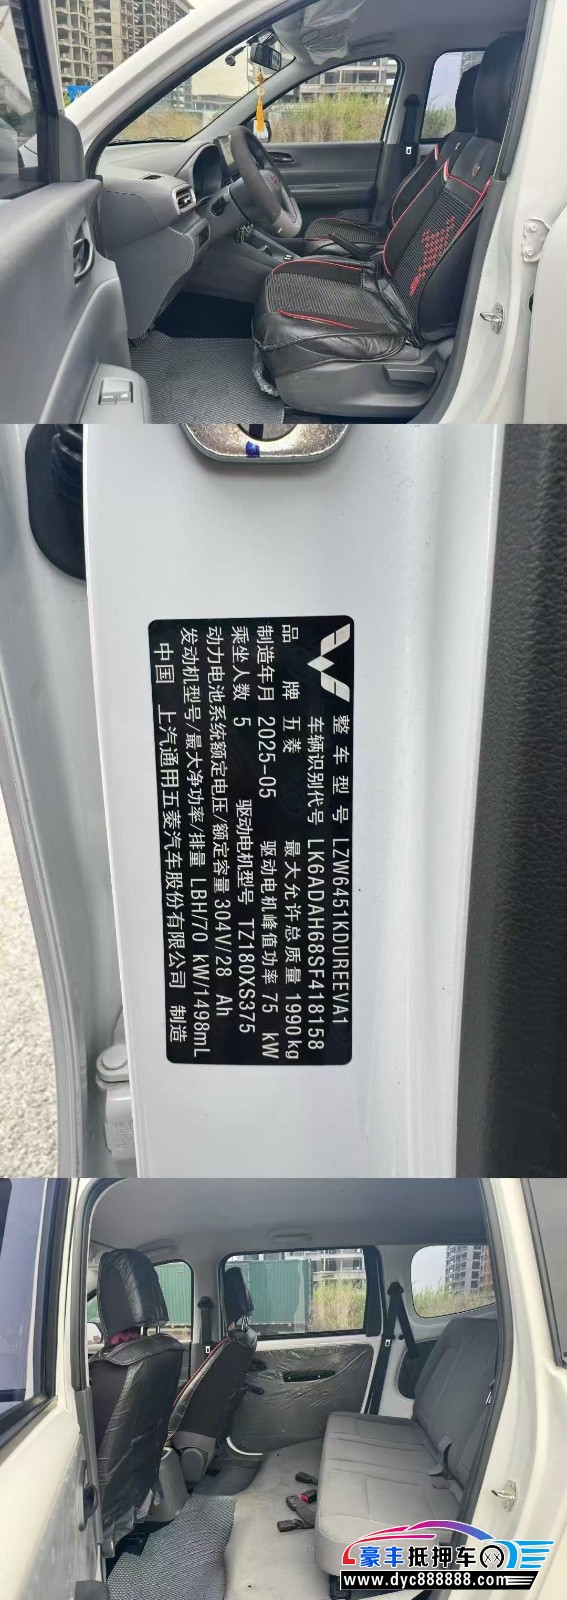 整车型号 LZW6451KDUREEVA1
车辆识别代号 LK6ADAH68SF418158
品牌 五菱 最大允许总质量 1990 kg
制造年月 2025-05 驱动电机峰值功率 75 kW
乘坐人数 5 驱动电机型号 TZ180XS375
动力电池系统额定电压/额定容量 304V/28 Ah
发动机型号/最大净功率/排量 LBH/70 kW/1498mL
中国 上汽通用五菱汽车股份有限公司 制造
豪丰抵押车
www.dyc888888.com